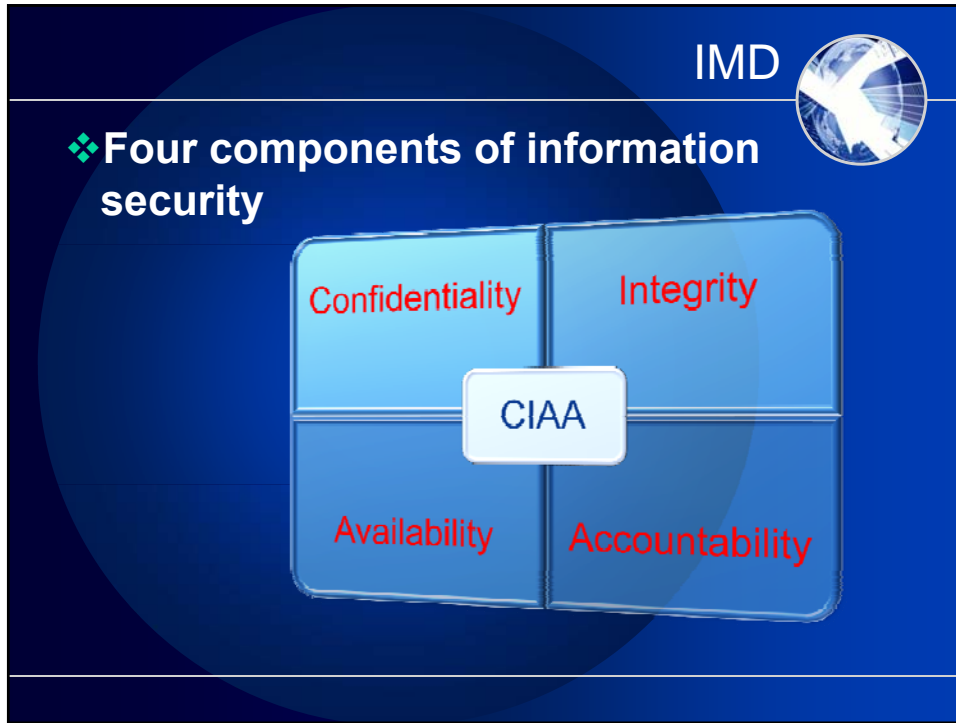 IMD
❖Four components of information
security
Confidentiality
Integrity
CIAA
Availability
Accountability